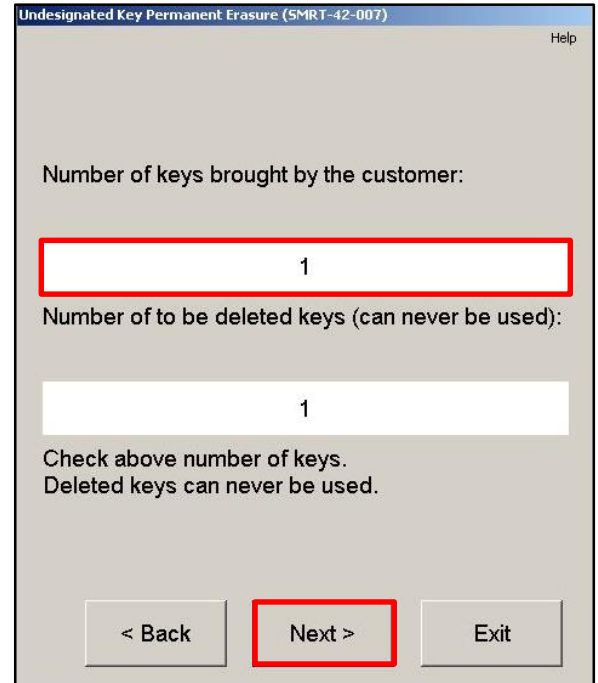 Undesignated Key Permanent Erasure (SMRT-42-007)
Help
Number of keys brought by the customer:
1
Number of to be deleted keys (can never be used):
1
Check above number of keys.
Deleted keys can never be used.
< Back
Next >
Exit